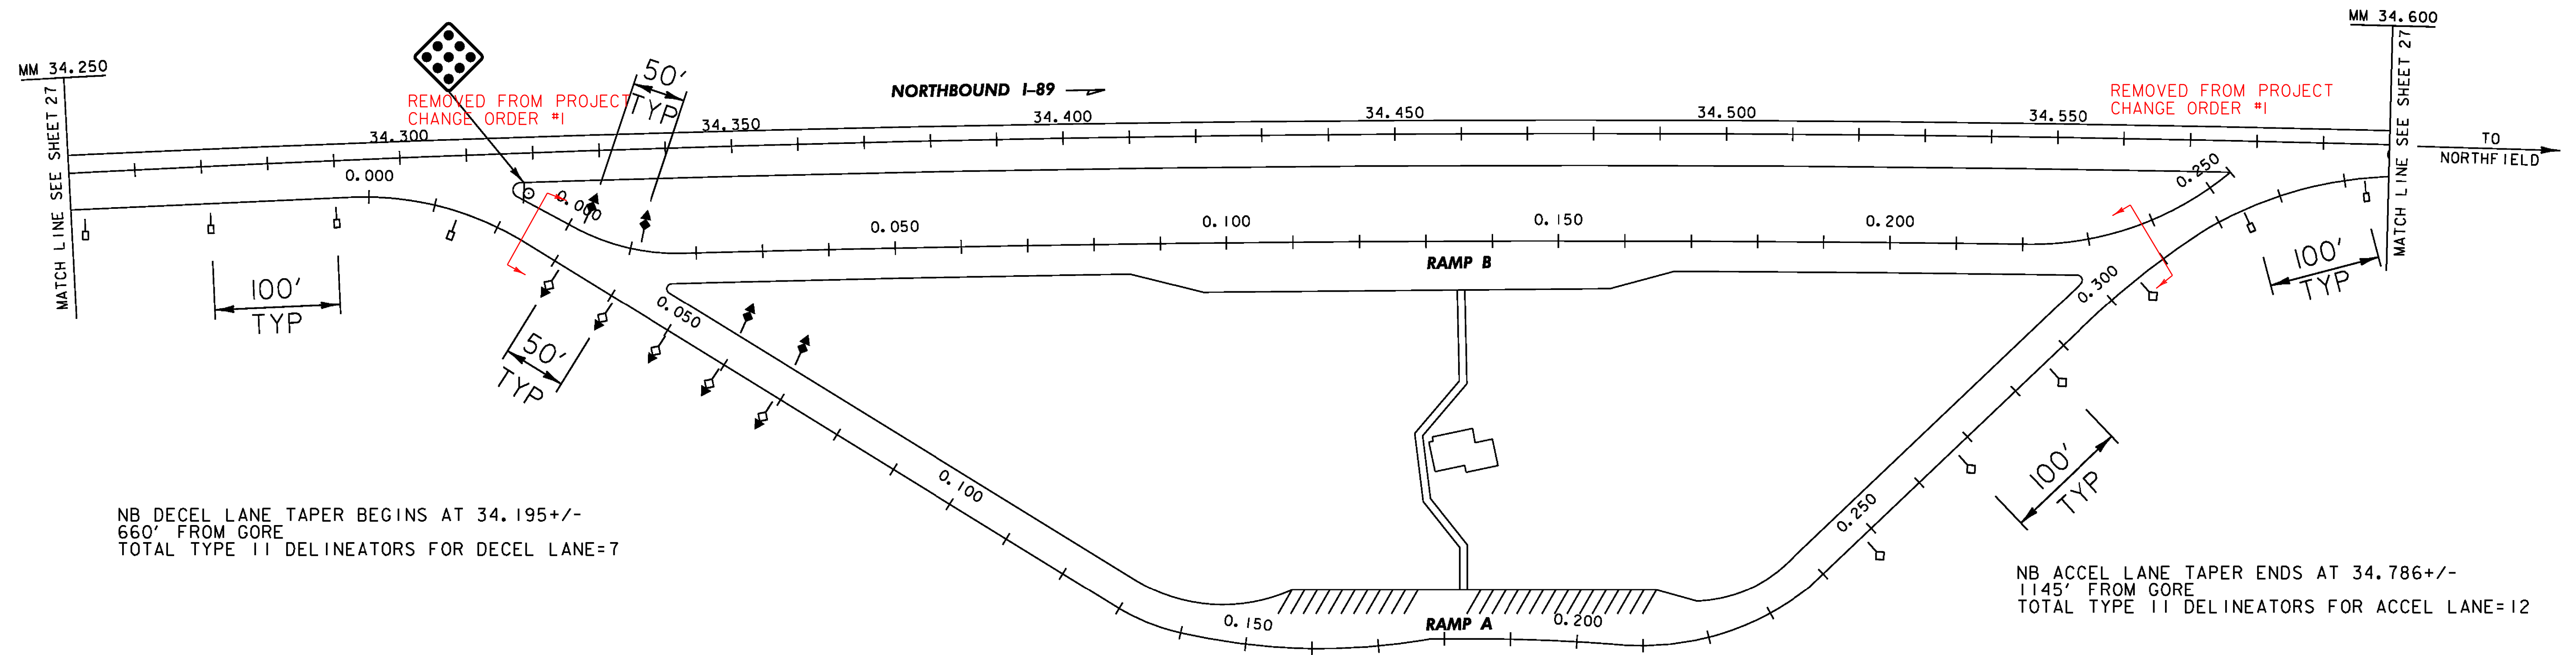 MM 34.250
MATCH LINE SEE SHEET 27
REMOVED FROM PROJECT
CHANGE ORDER #1
50'
TYP
NORTHBOUND I-89
REMOVED FROM PROJECT
CHANGE ORDER #1
MM 34.600
MATCH LINE SEE SHEET 27
TO
NORTHFIELD
34.300
34.350
34.400
34.450
34.500
34.550
0.000
0.000
0.050
0.100
0.150
0.200
0.250
RAMP B
100'
TYP
50'
TYP
0.050
0.100
0.150
RAMP A
0.200
0.250
0.300
100'
TYP
100'
TYP
NB DECEL LANE TAPER BEGINS AT 34.195+/-
660' FROM GORE
TOTAL TYPE II DELINEATORS FOR DECEL LANE=7
NB ACCEL LANE TAPER ENDS AT 34.786+/-
1145' FROM GORE
TOTAL TYPE II DELINEATORS FOR ACCEL LANE=12